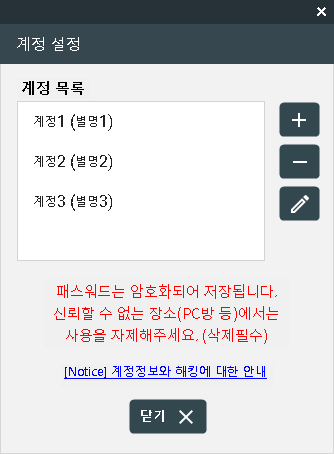 계정 설정
계정 목록
계정1 (별명1)
계정2 (별명2)
계정3 (별명3)
패스워드는 암호화되어 저장됩니다.
신뢰할 수 없는 장소(PC방 등)에서는
사용을 자제해주세요. (삭제필수)
[Notice] 계정정보와 해킹에 대한 안내
닫기